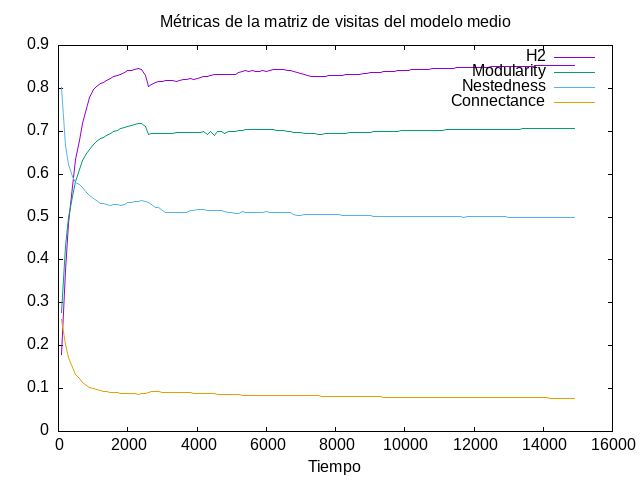 Métricas de la matriz de visitas del modelo medio
0.9
0.8
0.7
0.6
0.5
0.4
0.3
0.2
0.1
0
H2
Modularity
Nestedness
Connectance
0 2000 4000 6000 8000 10000 12000 14000 16000
Tiempo